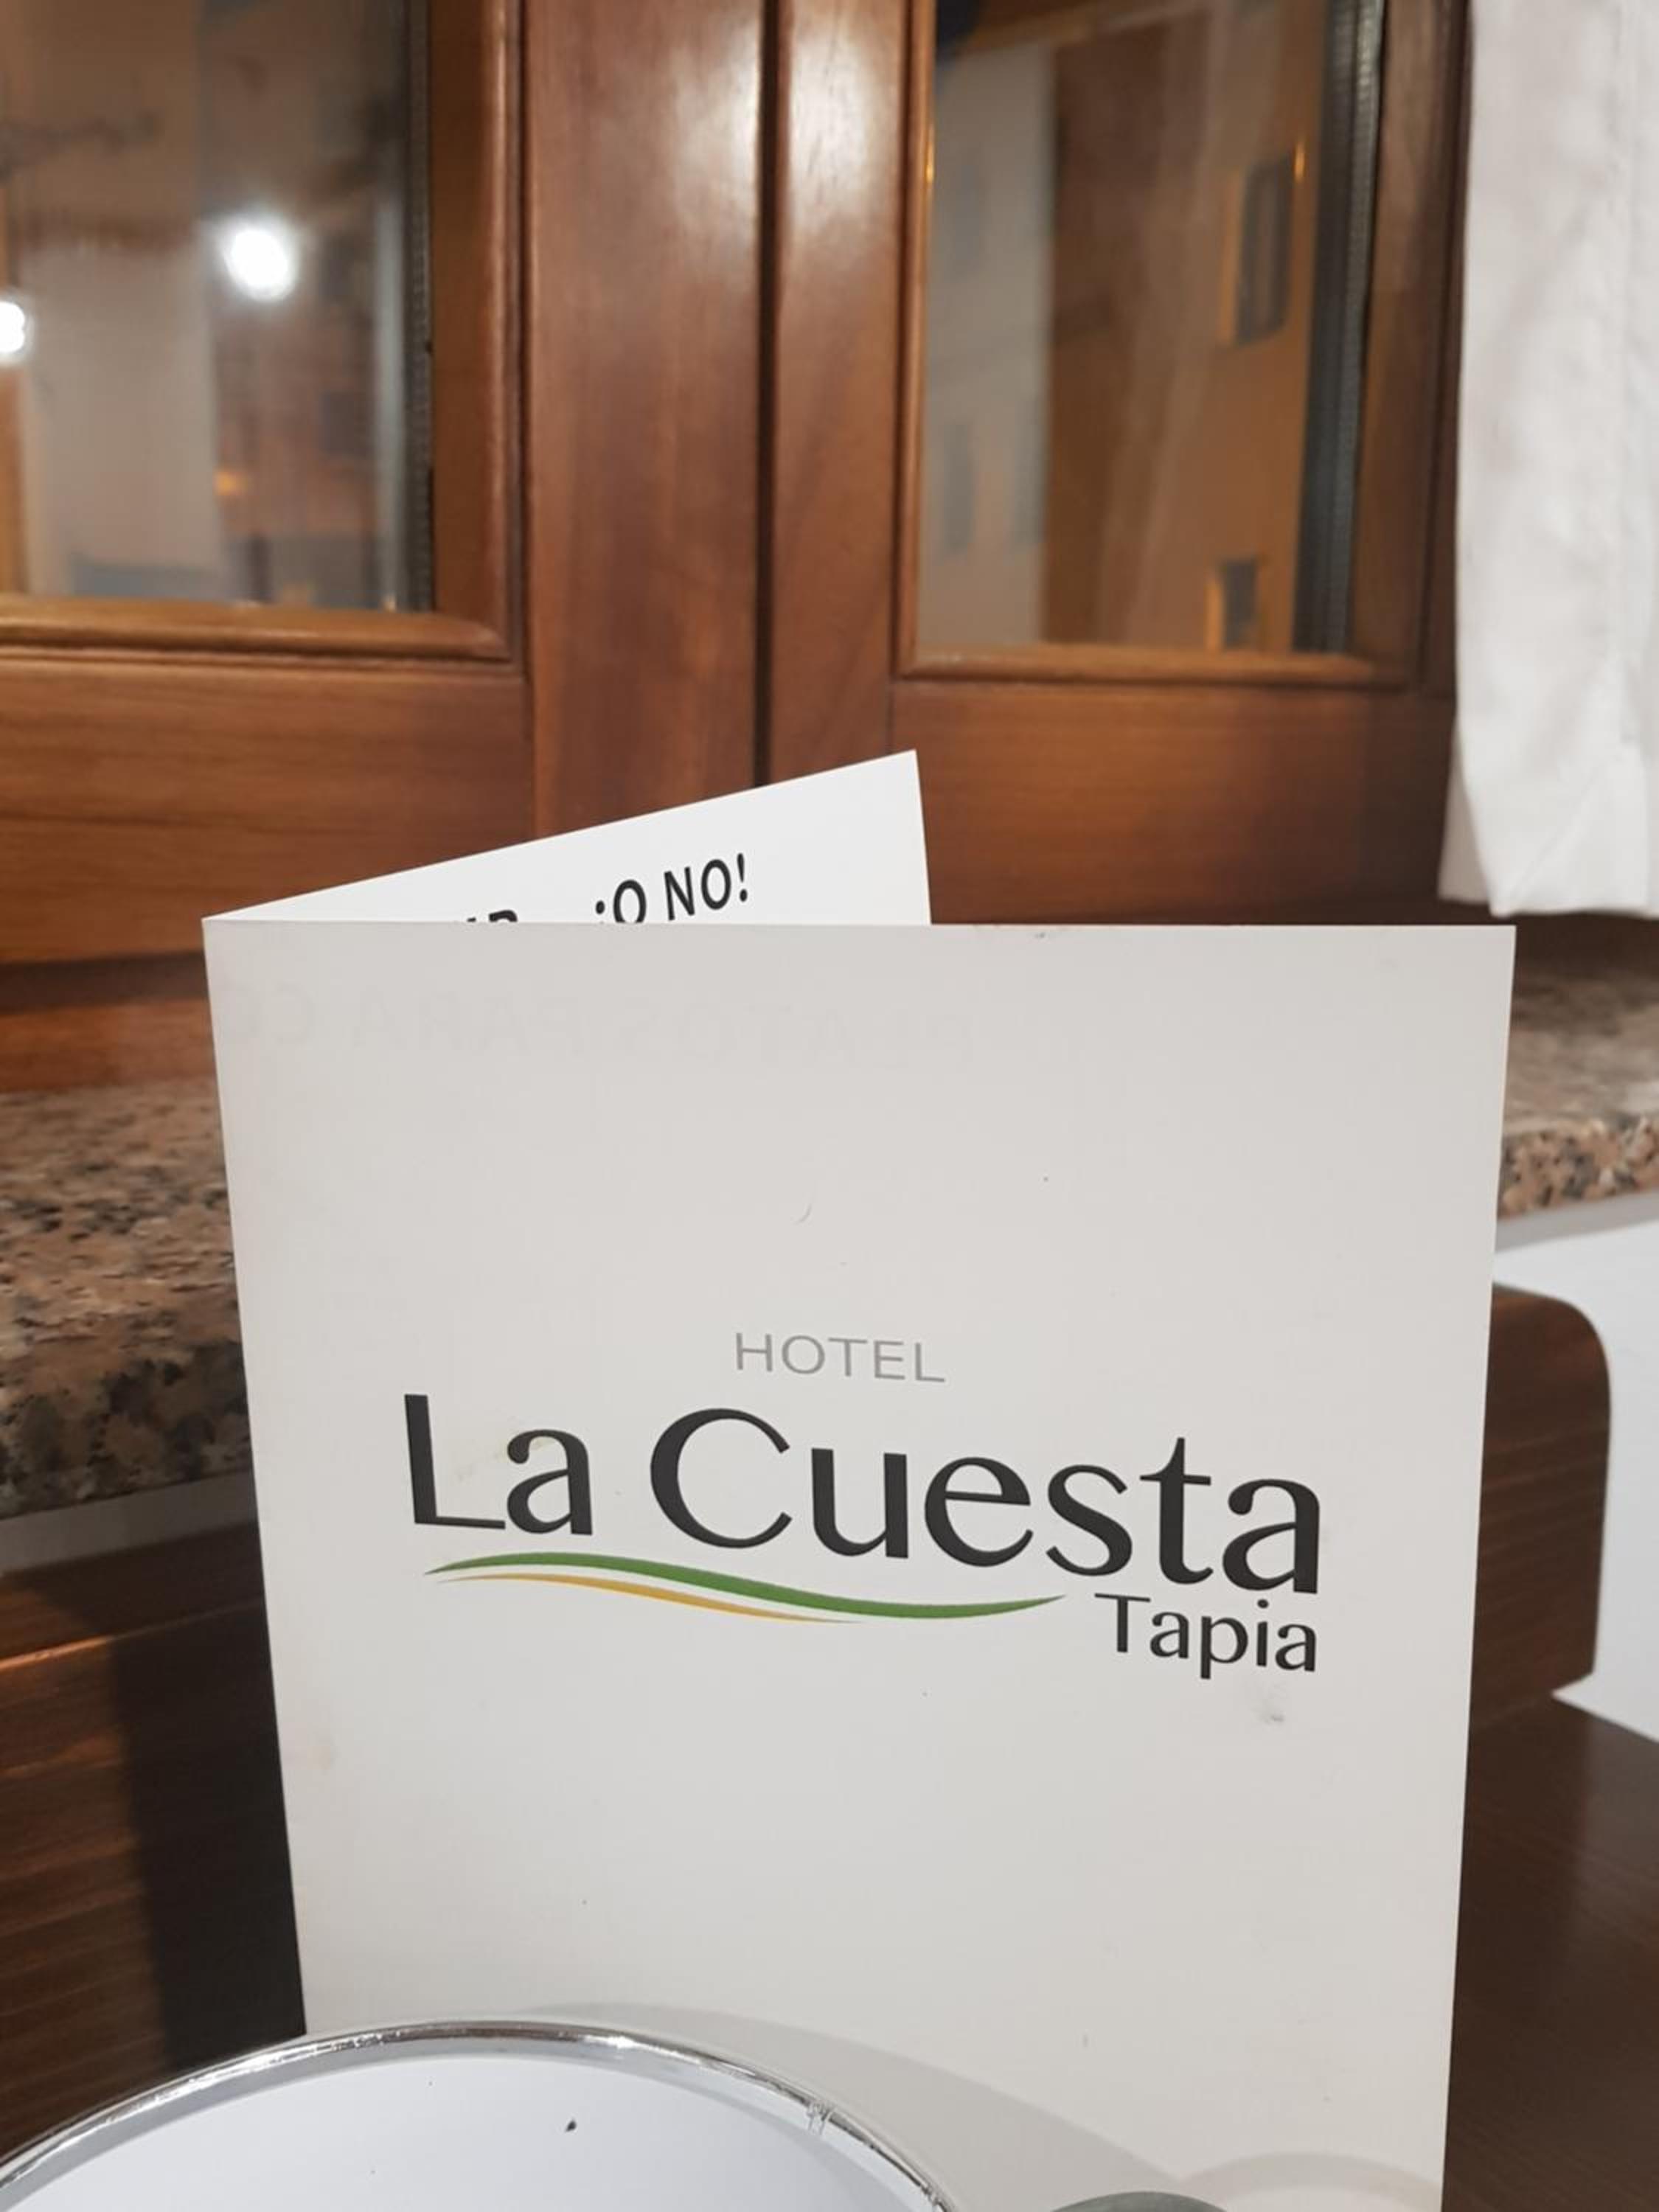 ¡O NO!
HOTEL
La Cuesta
Tapia